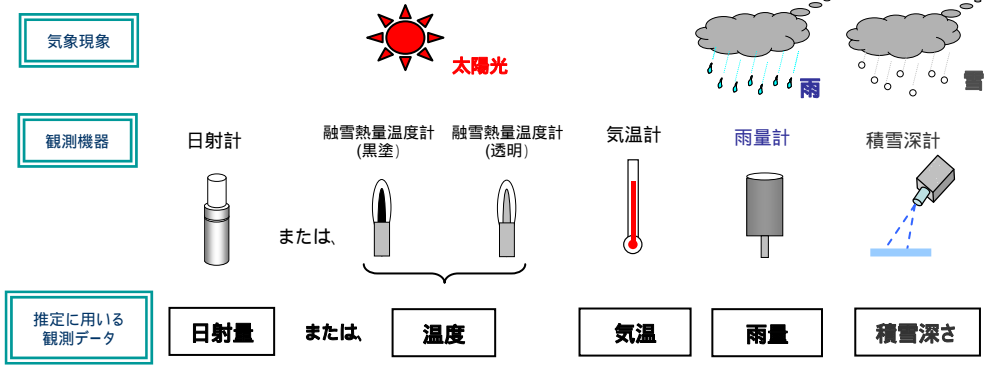 気象現象
太陽光
雨
雪
観測機器
日射計
融雪熱量温度計
(黒塗)
融雪熱量温度計
(透明)
気温計
雨量計
積雪深計
または、
推定に用いる
観測データ
日射量
または、
温度
気温
雨量
積雪深さ